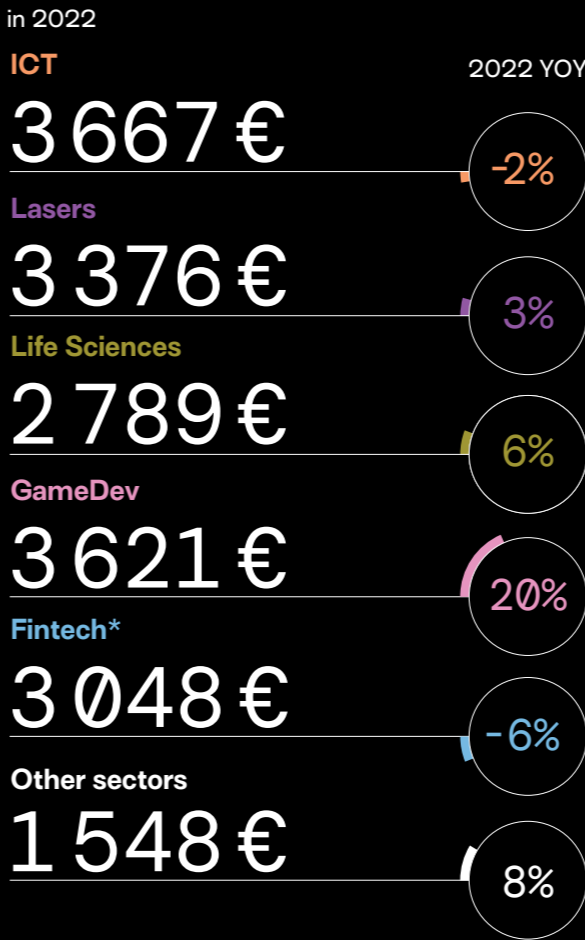 in 2022
ICT
2022 YOY
3 667 €
-2%
Lasers
3 376 €
3%
Life Sciences
2 789 €
6%
GameDev
3 621 €
20%
Fintech*
3 048 €
-6%
Other sectors
1 548 €
8%